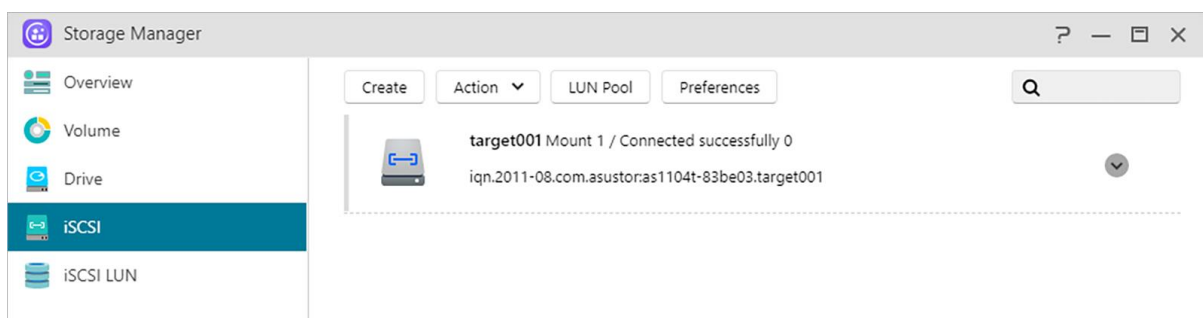 Storage Manager
Overview
Volume
Drive
iSCSI
iSCSI LUN
Create Action LUN Pool Preferences
target001 Mount 1 / Connected successfully 0
iqn.2011-08.com.asustor:as1104t-83be03.target001